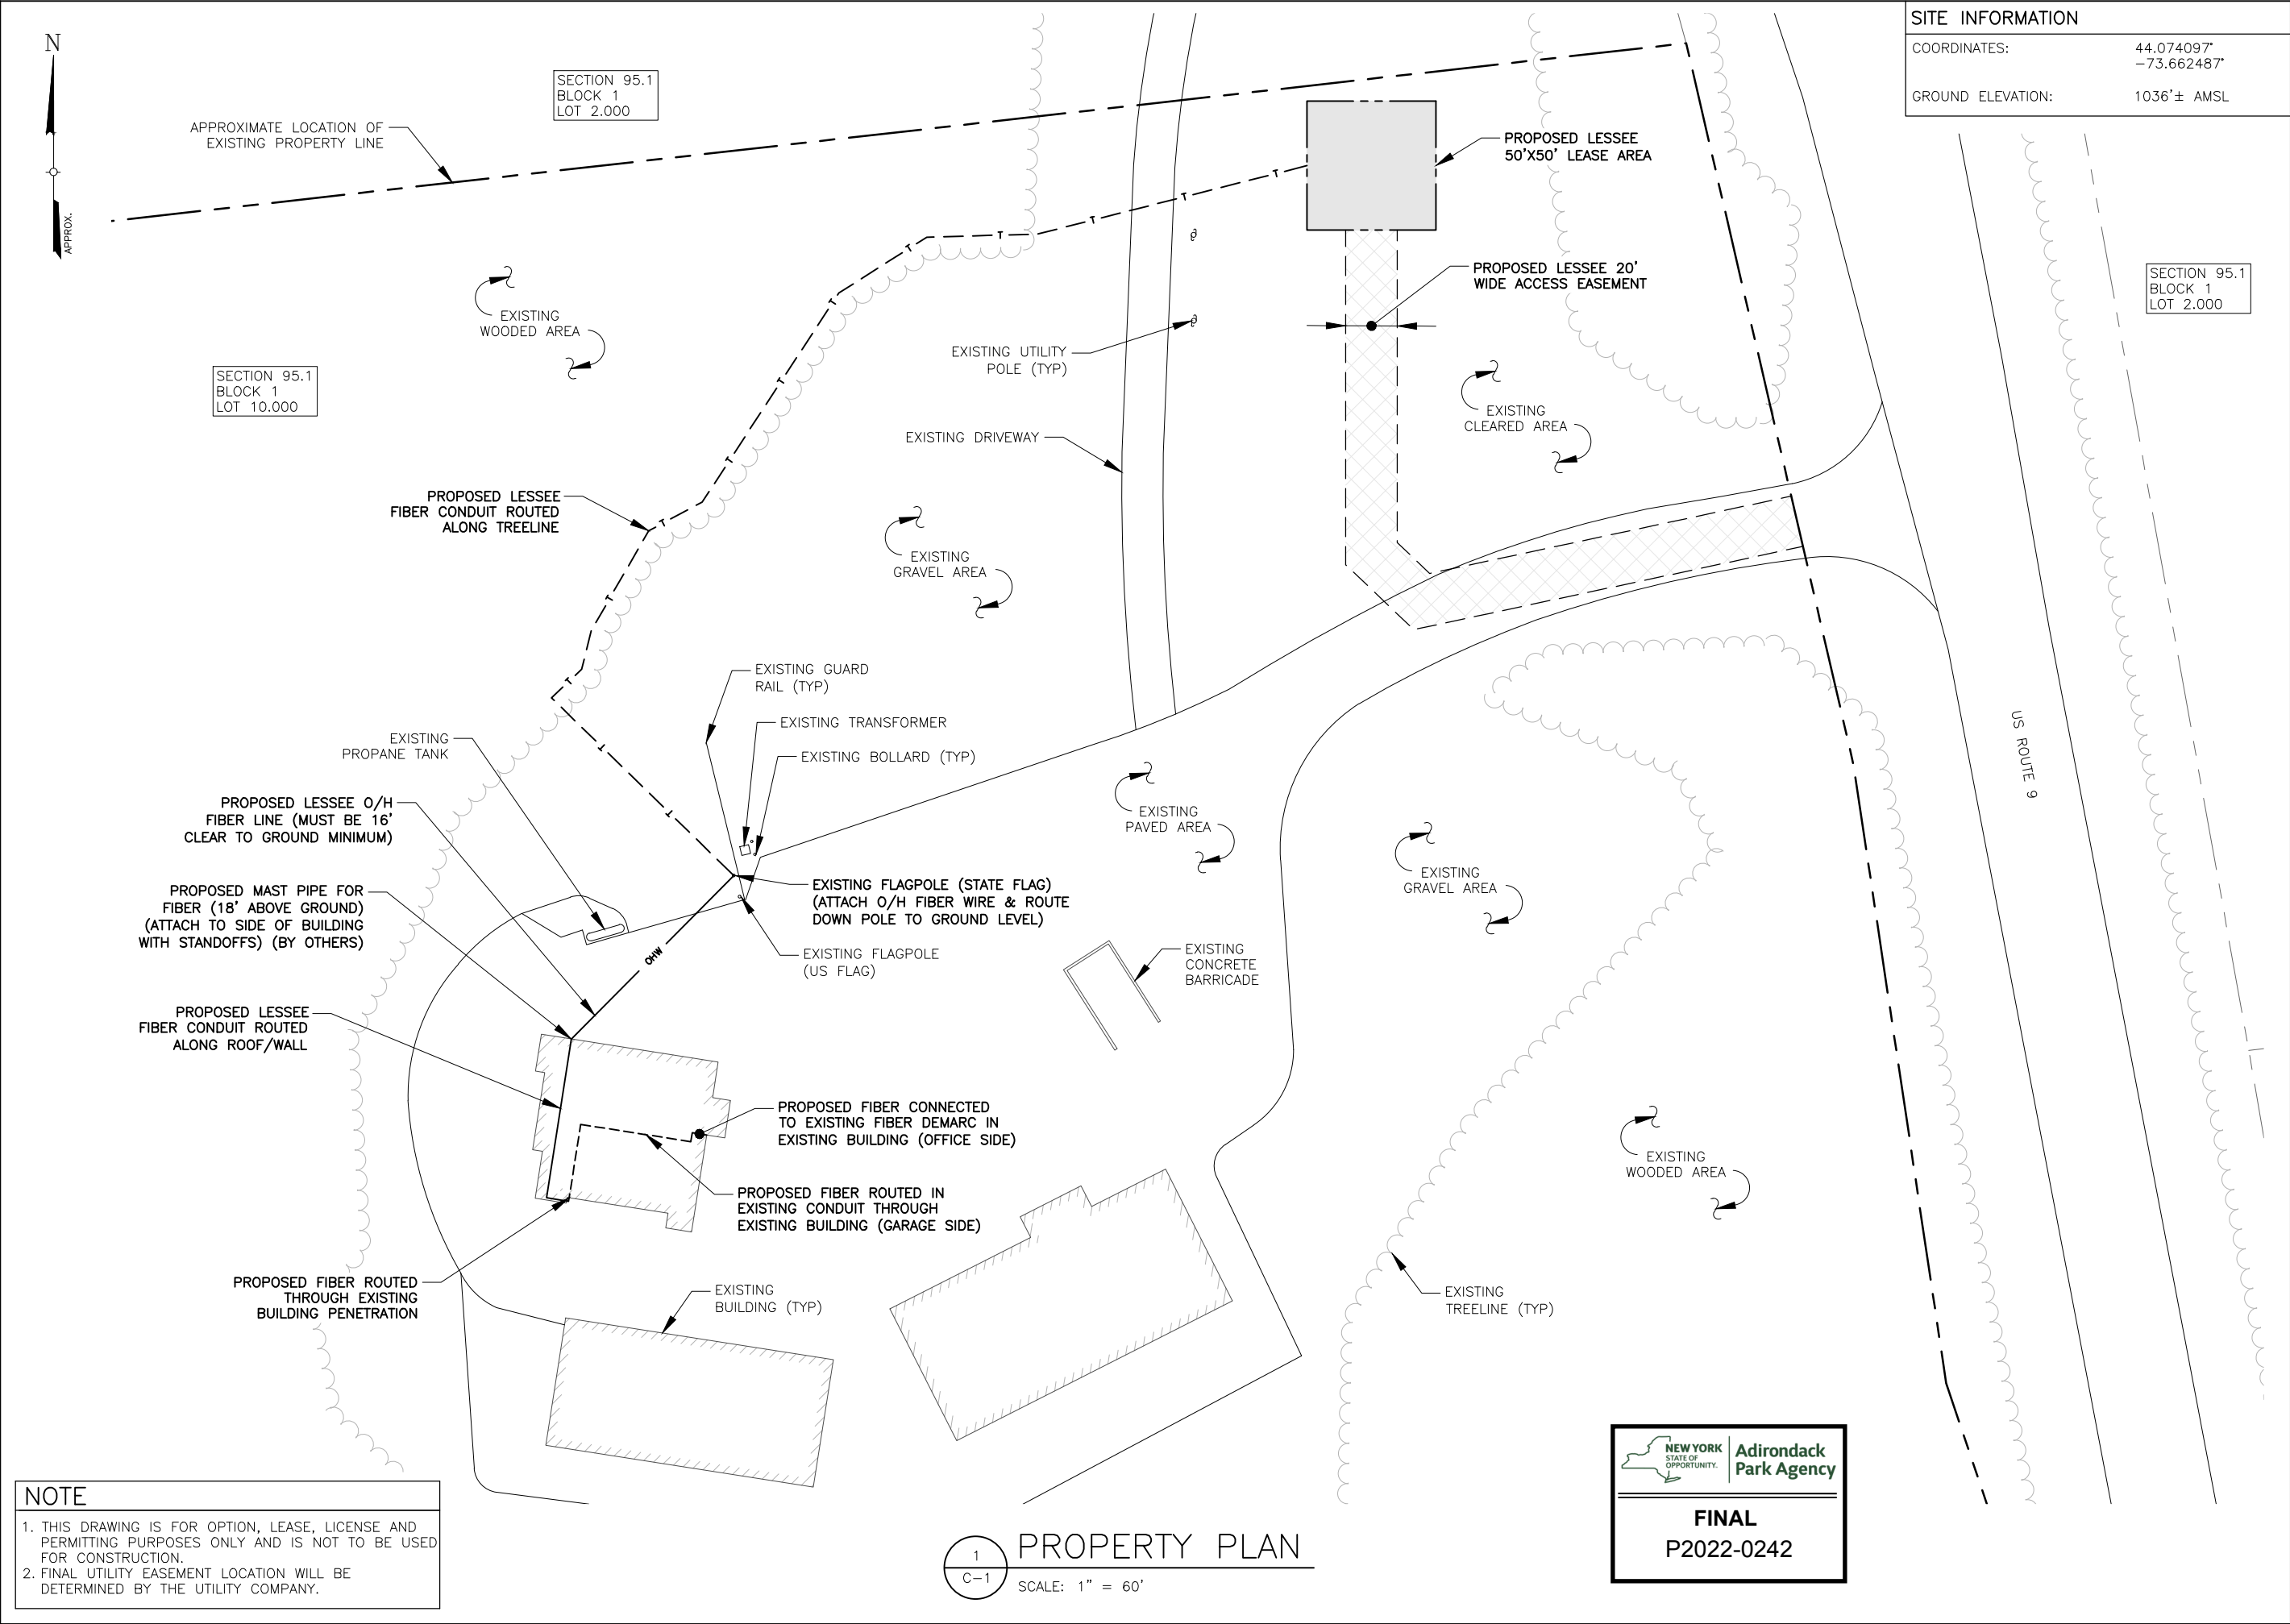 SITE INFORMATION
COORDINATES: 44.074097°
-73.662487°
GROUND ELEVATION: 1036'± AMSL
N
APPROX.
SECTION 95.1
BLOCK 1
LOT 2.000
APPROXIMATE LOCATION OF
EXISTING PROPERTY LINE
PROPOSED LESSEE
50'X50' LEASE AREA
PROPOSED LESSEE 20'
WIDE ACCESS EASEMENT
SECTION 95.1
BLOCK 1
LOT 2.000
EXISTING
WOODED AREA
EXISTING UTILITY
POLE (TYP)
SECTION 95.1
BLOCK 1
LOT 10.000
EXISTING
CLEARED AREA
EXISTING DRIVEWAY
PROPOSED LESSEE
FIBER CONDUIT ROUTED
ALONG TREELINE
EXISTING
GRAVEL AREA
T
T
T
T
T
T
T
T
T
T
T
T
T
EXISTING GUARD
RAIL (TYP)
EXISTING TRANSFORMER
EXISTING BOLLARD (TYP)
EXISTING
PROPANE TANK
US ROUTE 9
PROPOSED LESSEE O/H
FIBER LINE (MUST BE 16'
CLEAR TO GROUND MINIMUM)
EXISTING
PAVED AREA
EXISTING
GRAVEL AREA
PROPOSED MAST PIPE FOR
FIBER (18' ABOVE GROUND)
(ATTACH TO SIDE OF BUILDING
WITH STANDOFFS) (BY OTHERS)
EXISTING FLAGPOLE (STATE FLAG)
(ATTACH O/H FIBER WIRE & ROUTE
DOWN POLE TO GROUND LEVEL)
OHW
EXISTING FLAGPOLE
(US FLAG)
EXISTING
CONCRETE
BARRICADE
PROPOSED LESSEE
FIBER CONDUIT ROUTED
ALONG ROOF/WALL
PROPOSED FIBER CONNECTED
TO EXISTING FIBER DEMARC IN
EXISTING BUILDING (OFFICE SIDE)
EXISTING
WOODED AREA
PROPOSED FIBER ROUTED IN
EXISTING CONDUIT THROUGH
EXISTING BUILDING (GARAGE SIDE)
PROPOSED FIBER ROUTED
THROUGH EXISTING
BUILDING PENETRATION
EXISTING
BUILDING (TYP)
EXISTING
TREELINE (TYP)
NOTE
1. THIS DRAWING IS FOR OPTION, LEASE, LICENSE AND
PERMITTING PURPOSES ONLY AND IS NOT TO BE USED
FOR CONSTRUCTION.
2. FINAL UTILITY EASEMENT LOCATION WILL BE
DETERMINED BY THE UTILITY COMPANY.
1
C-1
PROPERTY PLAN
SCALE: 1" = 60'
NEW YORK
STATE OF
OPPORTUNITY.
Adirondack
Park Agency
FINAL
P2022-0242